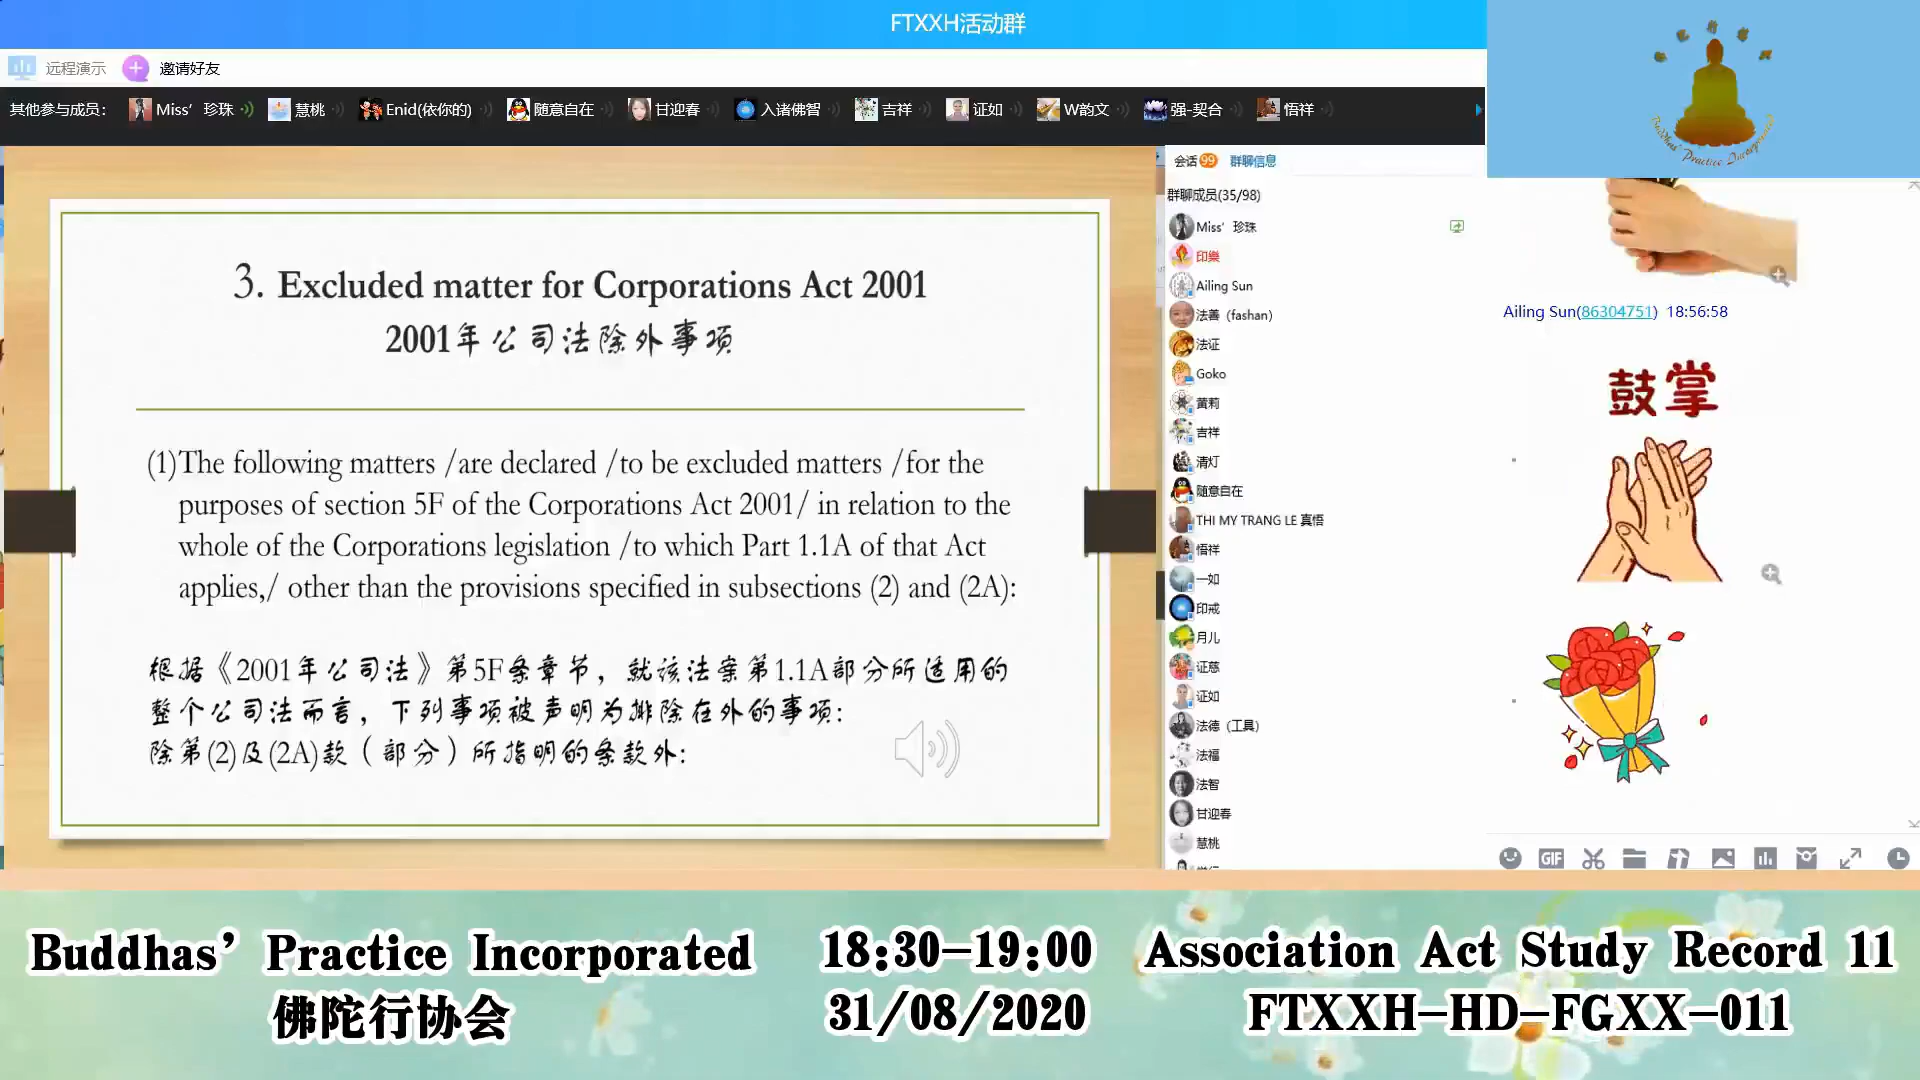 FTXXH活动群
远程演示 邀请好友
其他参与成员： Miss’ 珍珠 慧桃 Enid(依你的) 随意自在 甘迎春 入诸佛智 吉祥 证如 W韵文 强-契合 悟祥
3. Excluded matter for Corporations Act 2001
2001年公司法除外事项
(1)The following matters /are declared /to be excluded matters /for the
purposes of section 5F of the Corporations Act 2001/ in relation to the
whole of the Corporations legislation /to which Part 1.1A of that Act
applies,/ other than the provisions specified in subsections (2) and (2A):
根据《2001年公司法》第5F条章节，就该法案第1.1A部分所适用的
整个公司法而言，下列事项被声明为排除在外的事项：
除第(2)及(2A)款（部分）所指明的条款外：
会话 99 群聊信息
群聊成员(35/98)
Miss’ 珍珠
印樂
Ailing Sun
法善（fashan）
法证
Goko
黄莉
吉祥
清灯
随意自在
THI MY TRANG LE 真悟
悟祥
一如
印戒
月儿
证慈
证如
法德（工具）
法福
法智
甘迎春
慧桃
Buddhas' Practice Incorporated
Ailing Sun(86304751) 18:56:58
鼓掌
GIF
Buddhas’ Practice Incorporated
佛陀行协会
18:30-19:00
31/08/2020
Association Act Study Record 11
FTXXH-HD-FGXX-011